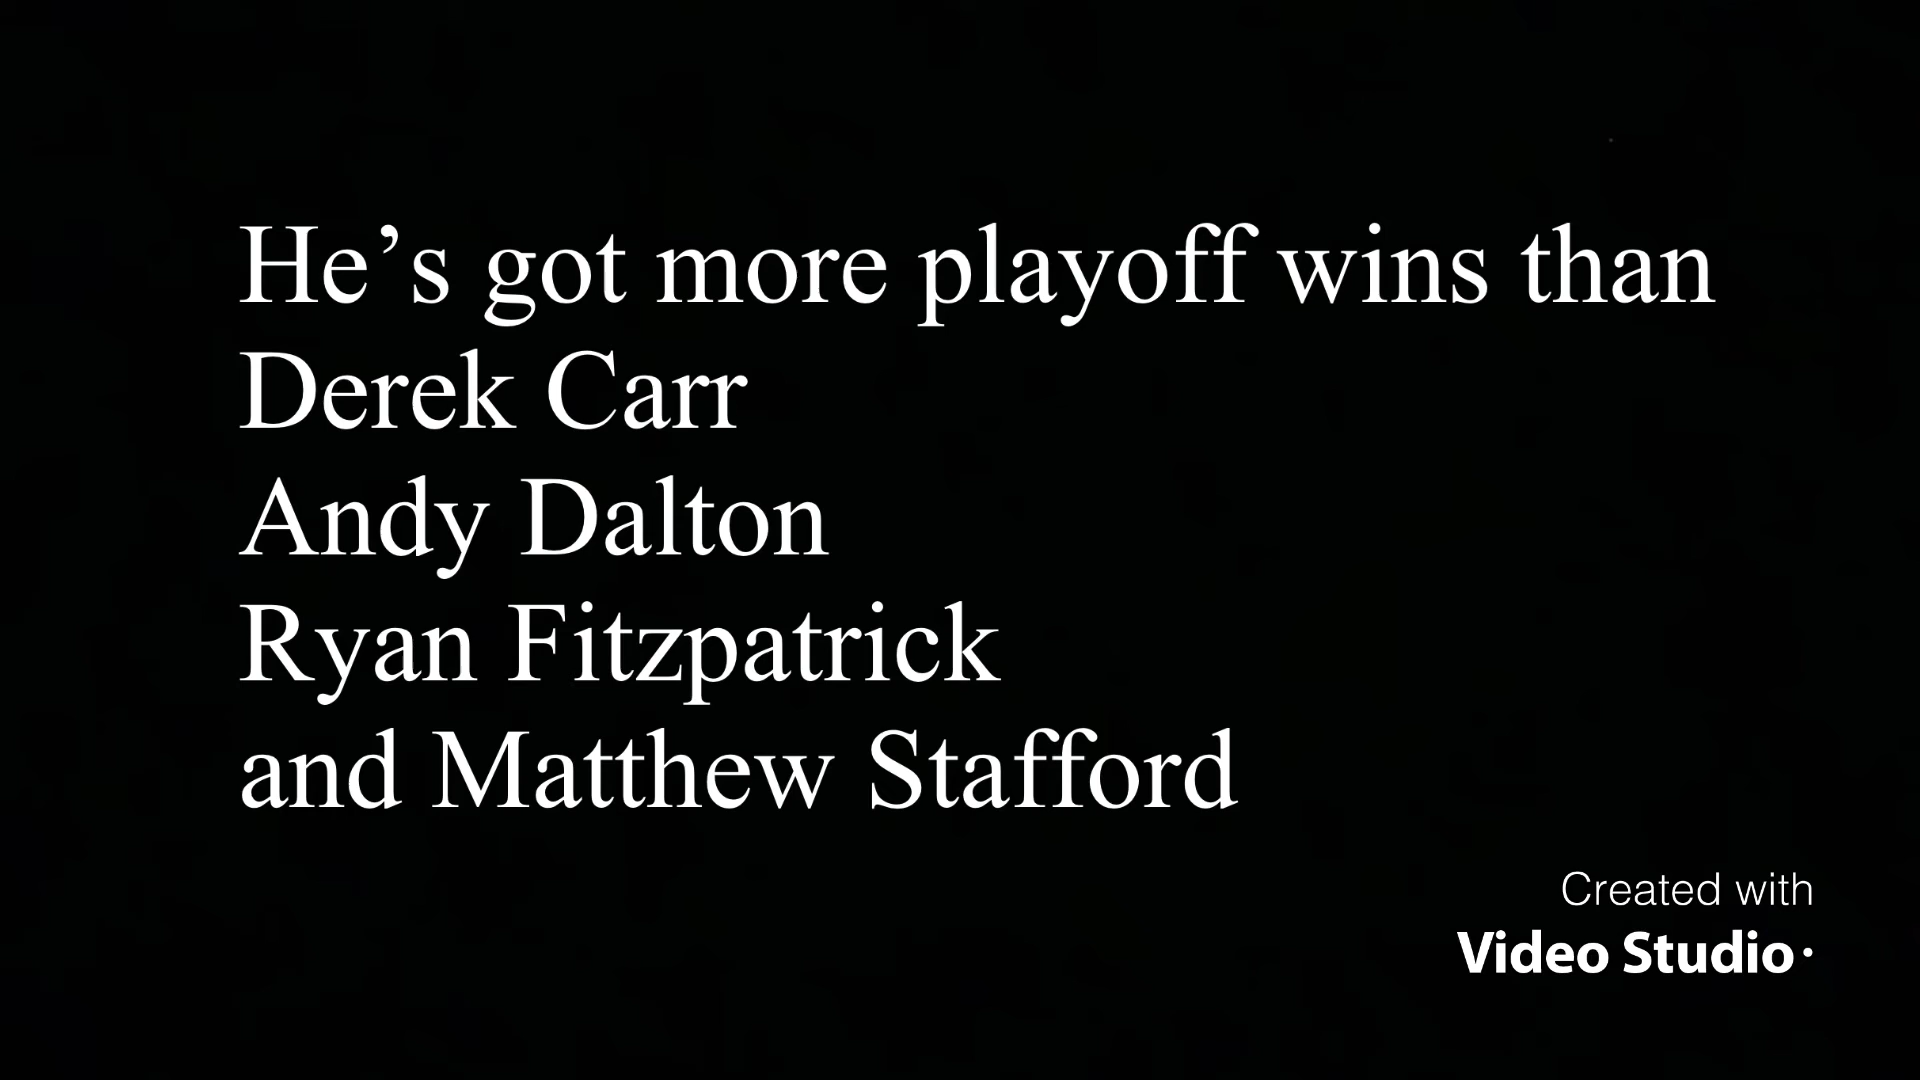 He’s got more playoff wins than
Derek Carr
Andy Dalton
Ryan Fitzpatrick
and Matthew Stafford
Created with
Video Studio